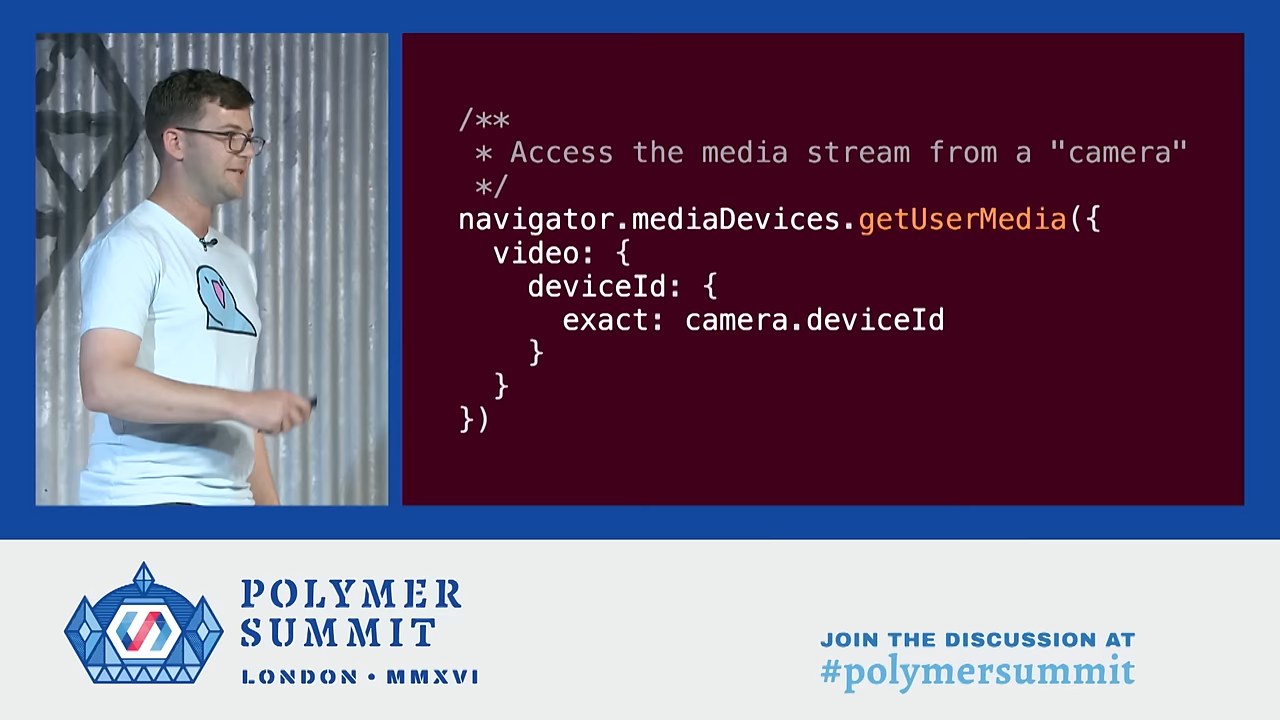 /**
 * Access the media stream from a "camera"
 */
navigator.mediaDevices.getUserMedia({
  video: {
    deviceId: {
      exact: camera.deviceId
    }
  }
})
POLYMER
SUMMIT
LONDON • MMXVI
JOIN THE DISCUSSION AT
#polymersummit